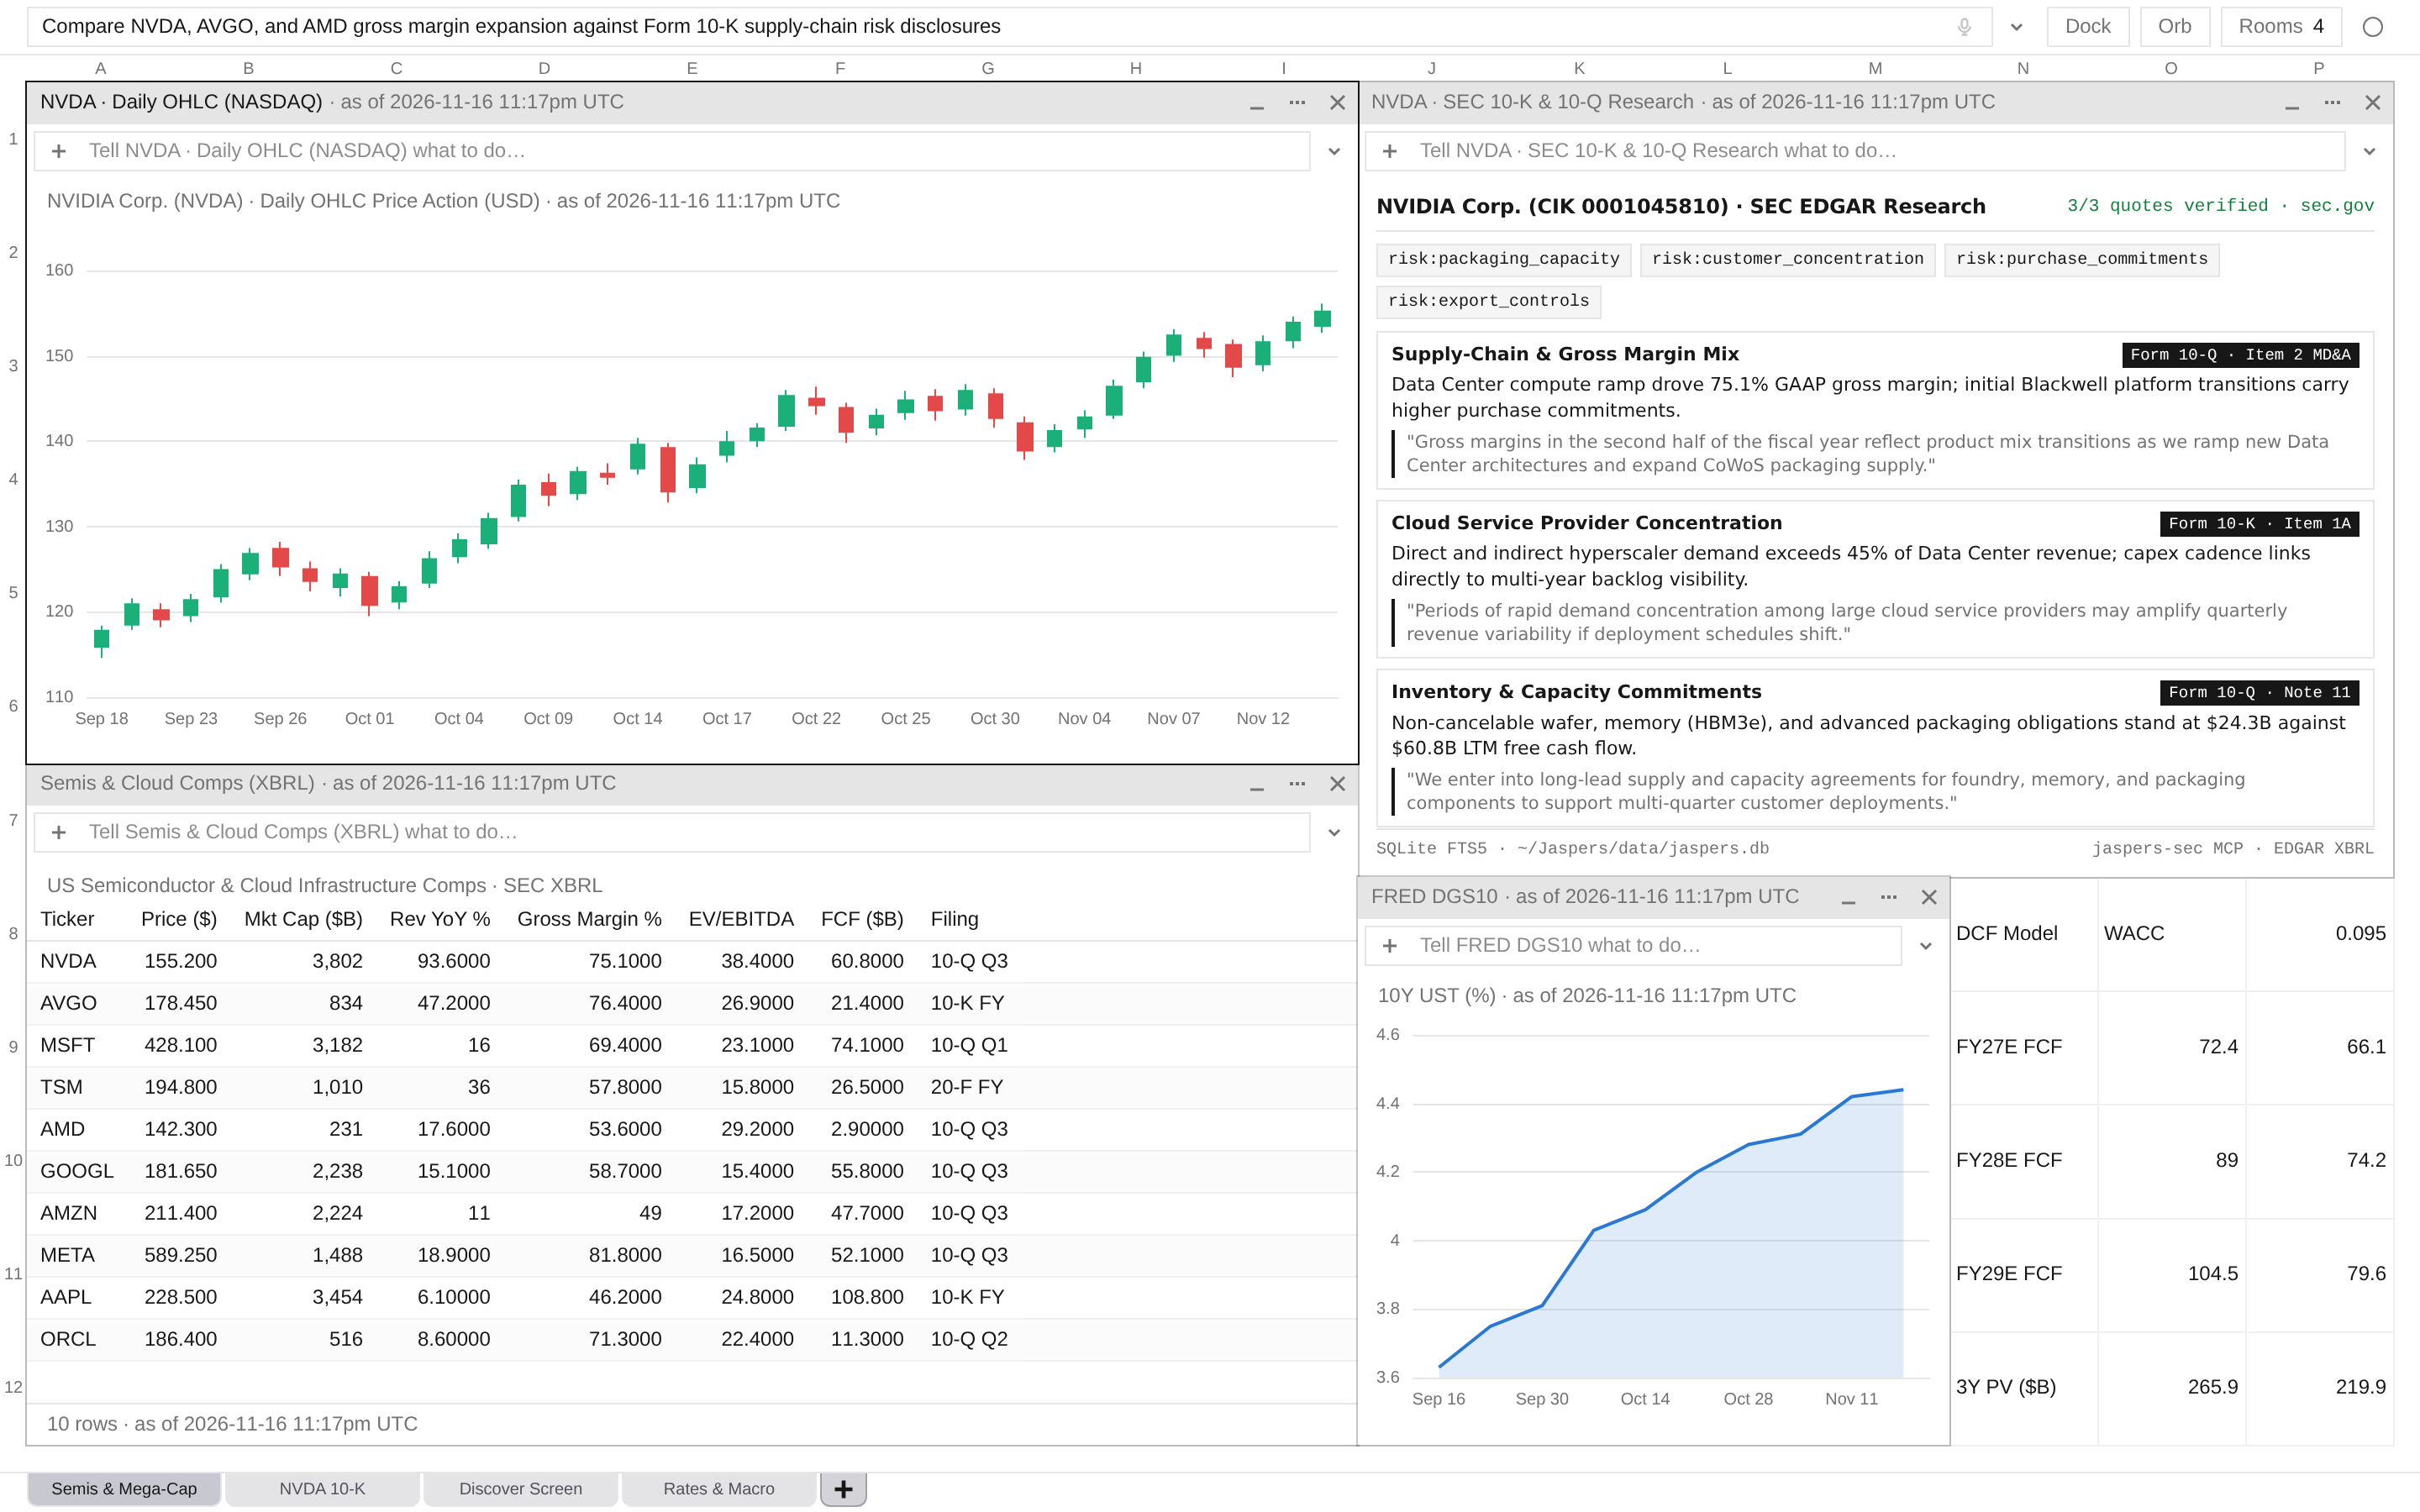 Compare NVDA, AVGO, and AMD gross margin expansion against Form 10-K supply-chain risk disclosures
Dock
Orb
Rooms 4
A B C D E F G H I J K L M N O P
NVDA · Daily OHLC (NASDAQ) · as of 2026-11-16 11:17pm UTC
Tell NVDA · Daily OHLC (NASDAQ) what to do…
NVIDIA Corp. (NVDA) · Daily OHLC Price Action (USD) · as of 2026-11-16 11:17pm UTC
160
150
140
130
120
110
Sep 18 Sep 23 Sep 26 Oct 01 Oct 04 Oct 09 Oct 14 Oct 17 Oct 22 Oct 25 Oct 30 Nov 04 Nov 07 Nov 12
1
2
3
4
5
6
7
8
9
10
11
12
NVDA · SEC 10-K & 10-Q Research · as of 2026-11-16 11:17pm UTC
Tell NVDA · SEC 10-K & 10-Q Research what to do…
NVIDIA Corp. (CIK 0001045810) · SEC EDGAR Research
3/3 quotes verified · sec.gov
risk:packaging_capacity risk:customer_concentration risk:purchase_commitments
risk:export_controls
Supply-Chain & Gross Margin Mix
Form 10-Q · Item 2 MD&A
Data Center compute ramp drove 75.1% GAAP gross margin; initial Blackwell platform transitions carry
higher purchase commitments.
"Gross margins in the second half of the fiscal year reflect product mix transitions as we ramp new Data
Center architectures and expand CoWoS packaging supply."
Cloud Service Provider Concentration
Form 10-K · Item 1A
Direct and indirect hyperscaler demand exceeds 45% of Data Center revenue; capex cadence links
directly to multi-year backlog visibility.
"Periods of rapid demand concentration among large cloud service providers may amplify quarterly
revenue variability if deployment schedules shift."
Inventory & Capacity Commitments
Form 10-Q · Note 11
Non-cancelable wafer, memory (HBM3e), and advanced packaging obligations stand at $24.3B against
$60.8B LTM free cash flow.
"We enter into long-lead supply and capacity agreements for foundry, memory, and packaging
components to support multi-quarter customer deployments."
SQLite FTS5 · ~/Jaspers/data/jaspers.db
jaspers-sec MCP · EDGAR XBRL
Semis & Cloud Comps (XBRL) · as of 2026-11-16 11:17pm UTC
Tell Semis & Cloud Comps (XBRL) what to do…
US Semiconductor & Cloud Infrastructure Comps · SEC XBRL
Ticker Price ($) Mkt Cap ($B) Rev YoY % Gross Margin % EV/EBITDA FCF ($B) Filing
NVDA 155.200 3,802 93.6000 75.1000 38.4000 60.8000 10-Q Q3
AVGO 178.450 834 47.2000 76.4000 26.9000 21.4000 10-K FY
MSFT 428.100 3,182 16 69.4000 23.1000 74.1000 10-Q Q1
TSM 194.800 1,010 36 57.8000 15.8000 26.5000 20-F FY
AMD 142.300 231 17.6000 53.6000 29.2000 2.90000 10-Q Q3
GOOGL 181.650 2,238 15.1000 58.7000 15.4000 55.8000 10-Q Q3
AMZN 211.400 2,224 11 49 17.2000 47.7000 10-Q Q3
META 589.250 1,488 18.9000 81.8000 16.5000 52.1000 10-Q Q3
AAPL 228.500 3,454 6.10000 46.2000 24.8000 108.800 10-K FY
ORCL 186.400 516 8.60000 71.3000 22.4000 11.3000 10-Q Q2
10 rows · as of 2026-11-16 11:17pm UTC
FRED DGS10 · as of 2026-11-16 11:17pm UTC
Tell FRED DGS10 what to do…
10Y UST (%) · as of 2026-11-16 11:17pm UTC
4.6
4.4
4.2
4
3.8
3.6
Sep 16 Sep 30 Oct 14 Oct 28 Nov 11
DCF Model WACC 0.095
FY27E FCF 72.4 66.1
FY28E FCF 89 74.2
FY29E FCF 104.5 79.6
3Y PV ($B) 265.9 219.9
Semis & Mega-Cap
NVDA 10-K
Discover Screen
Rates & Macro